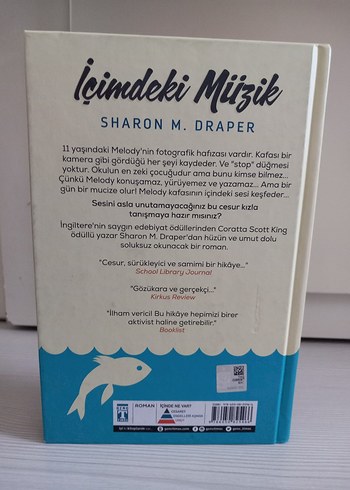 İçimdeki Müzik
SHARON M. DRAPER
11 yaşındaki Melody'nin fotografik hafızası vardır. Kafası bir
kamera gibi gördüğü her şeyi kaydeder. Ve "stop" düğmesi
yoktur. Okulun en zeki çocuğudur ama bunu kimse bilmez...
Çünkü Melody konuşamaz, yürüyemez ve yazamaz... Ama bir
gün bir mucize olur! Melody kafasının içindeki sesi keşfeder...
Sesini asla unutamayacağınız bu cesur kızla
tanışmaya hazır mısınız?
İngiltere'nin saygın edebiyat ödüllerinden Coratta Scott King
ödüllü yazar Sharon M. Draper'dan hüzün ve umut dolu
soluksuz okunacak bir roman.
"Cesur, sürükleyici ve samimi bir hikâye..."
School Library Journal
"Gözükara ve gerçekçi..."
Kirkus Review
"İlham verici! Bu hikâye hepimizi birer
aktivist haline getirebilir."
Booklist
ROMAN
İÇİNDE NE VAR?